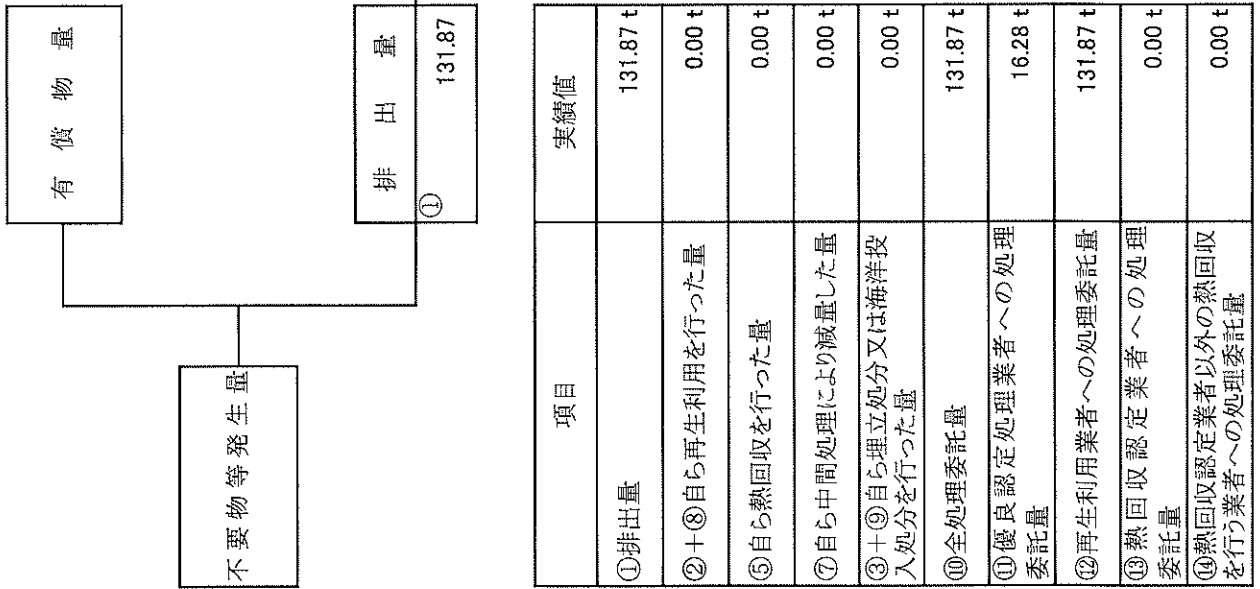 不要物等発生量
有償物量
排出量
①
131.87
項目 実績値
①排出量 131.87 t
②+⑧自ら再生利用を行った量 0.00 t
⑤自ら熱回収を行った量 0.00 t
⑦自ら中間処理により減量した量 0.00 t
③+⑨自ら埋立処分又は海洋投
入処分を行った量 0.00 t
⑩全処理委託量 131.87 t
⑪優良認定処理業者への処理
委託量 16.28 t
⑫再生利用業者への処理委託量 131.87 t
⑬熱回収認定業者への処理
委託量 0.00 t
⑭熱回収認定業者以外の熱回収
を行う業者への処理委託量 0.00 t